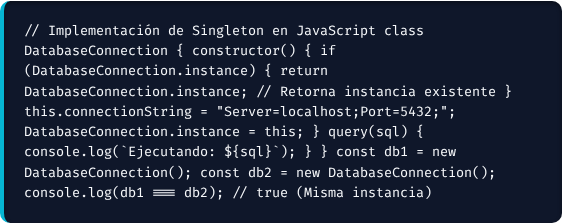 // Implementación de Singleton en JavaScript class
DatabaseConnection { constructor() { if
(DatabaseConnection.instance) { return
DatabaseConnection.instance; // Retorna instancia existente }
this.connectionString = "Server=localhost;Port=5432;";
DatabaseConnection.instance = this; } query(sql) {
console.log(`Ejecutando: ${sql}`); } } const db1 = new
DatabaseConnection(); const db2 = new DatabaseConnection();
console.log(db1 === db2); // true (Misma instancia)